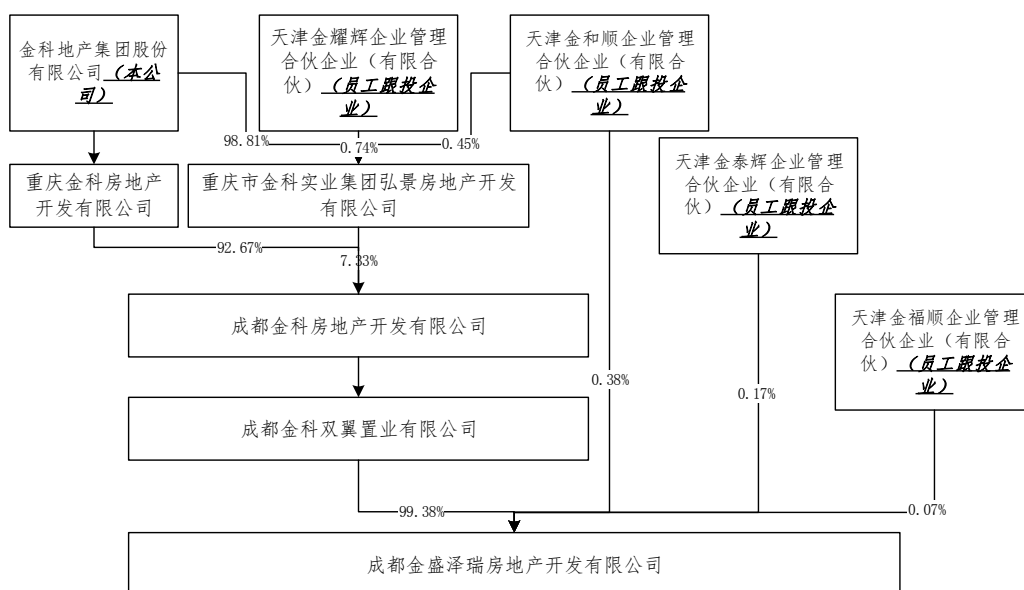 金科地产集团股份
有限公司（本公
司）
天津金耀辉企业管理
合伙企业（有限合
伙）（员工跟投企
业）
天津金和顺企业管理
合伙企业（有限合
伙）（员工跟投企
业）
98.81%
0.74%
0.45%
天津金泰辉企业管理
合伙企业（有限合
伙）（员工跟投企
业）
重庆金科房地产
开发有限公司
重庆市金科实业集团弘景房地产开发
有限公司
92.67%
7.33%
成都金科房地产开发有限公司
天津金福顺企业管理
合伙企业（有限合
伙）（员工跟投企
业）
0.38%
0.17%
成都金科双翼置业有限公司
99.38%
0.07%
成都金盛泽瑞房地产开发有限公司